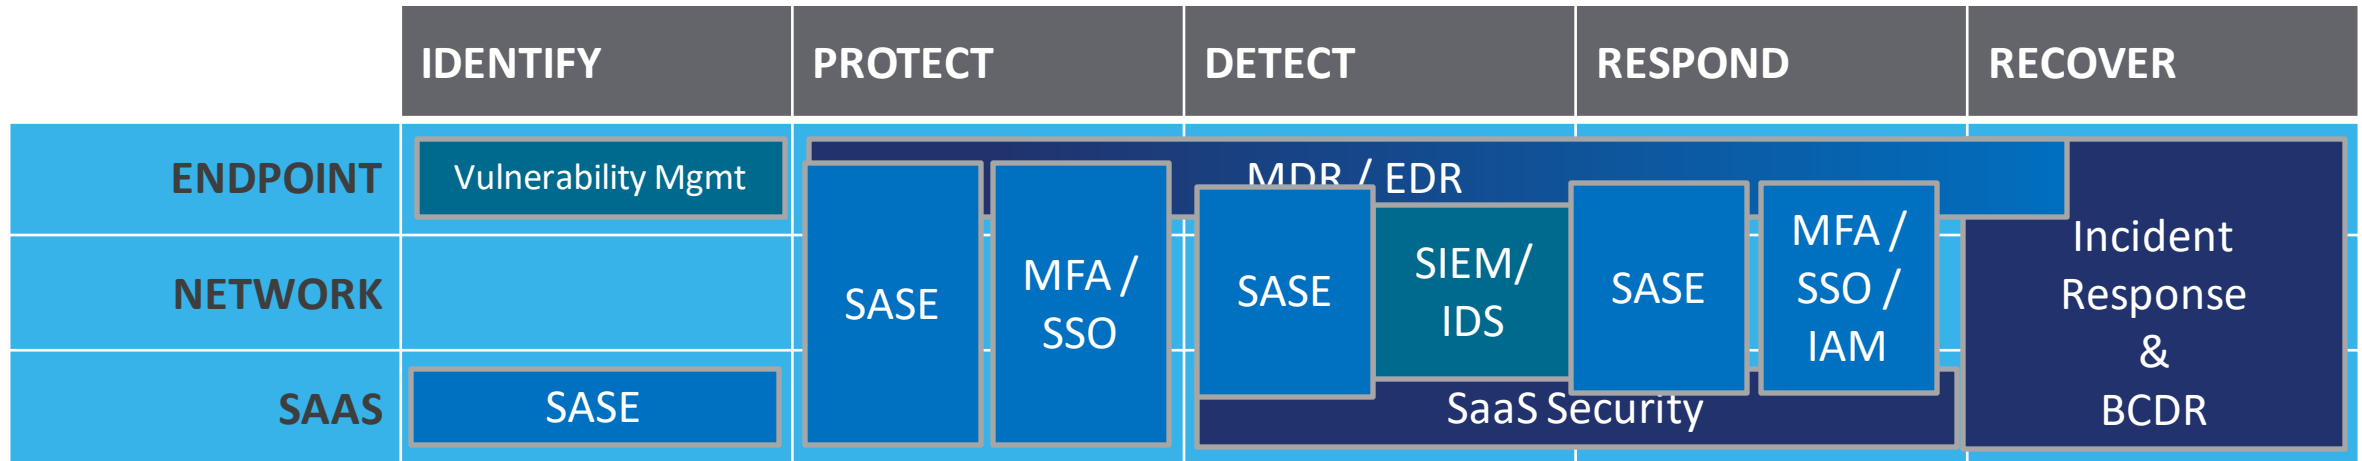 IDENTIFY
PROTECT
DETECT
RESPOND
RECOVER
ENDPOINT
Vulnerability Mgmt
MDR / EDR
NETWORK
SASE
MFA /
SSO
SASE
SIEM/
IDS
SASE
MFA /
SSO /
IAM
Incident
Response
&
BCDR
SAAS
SASE
SaaS Security